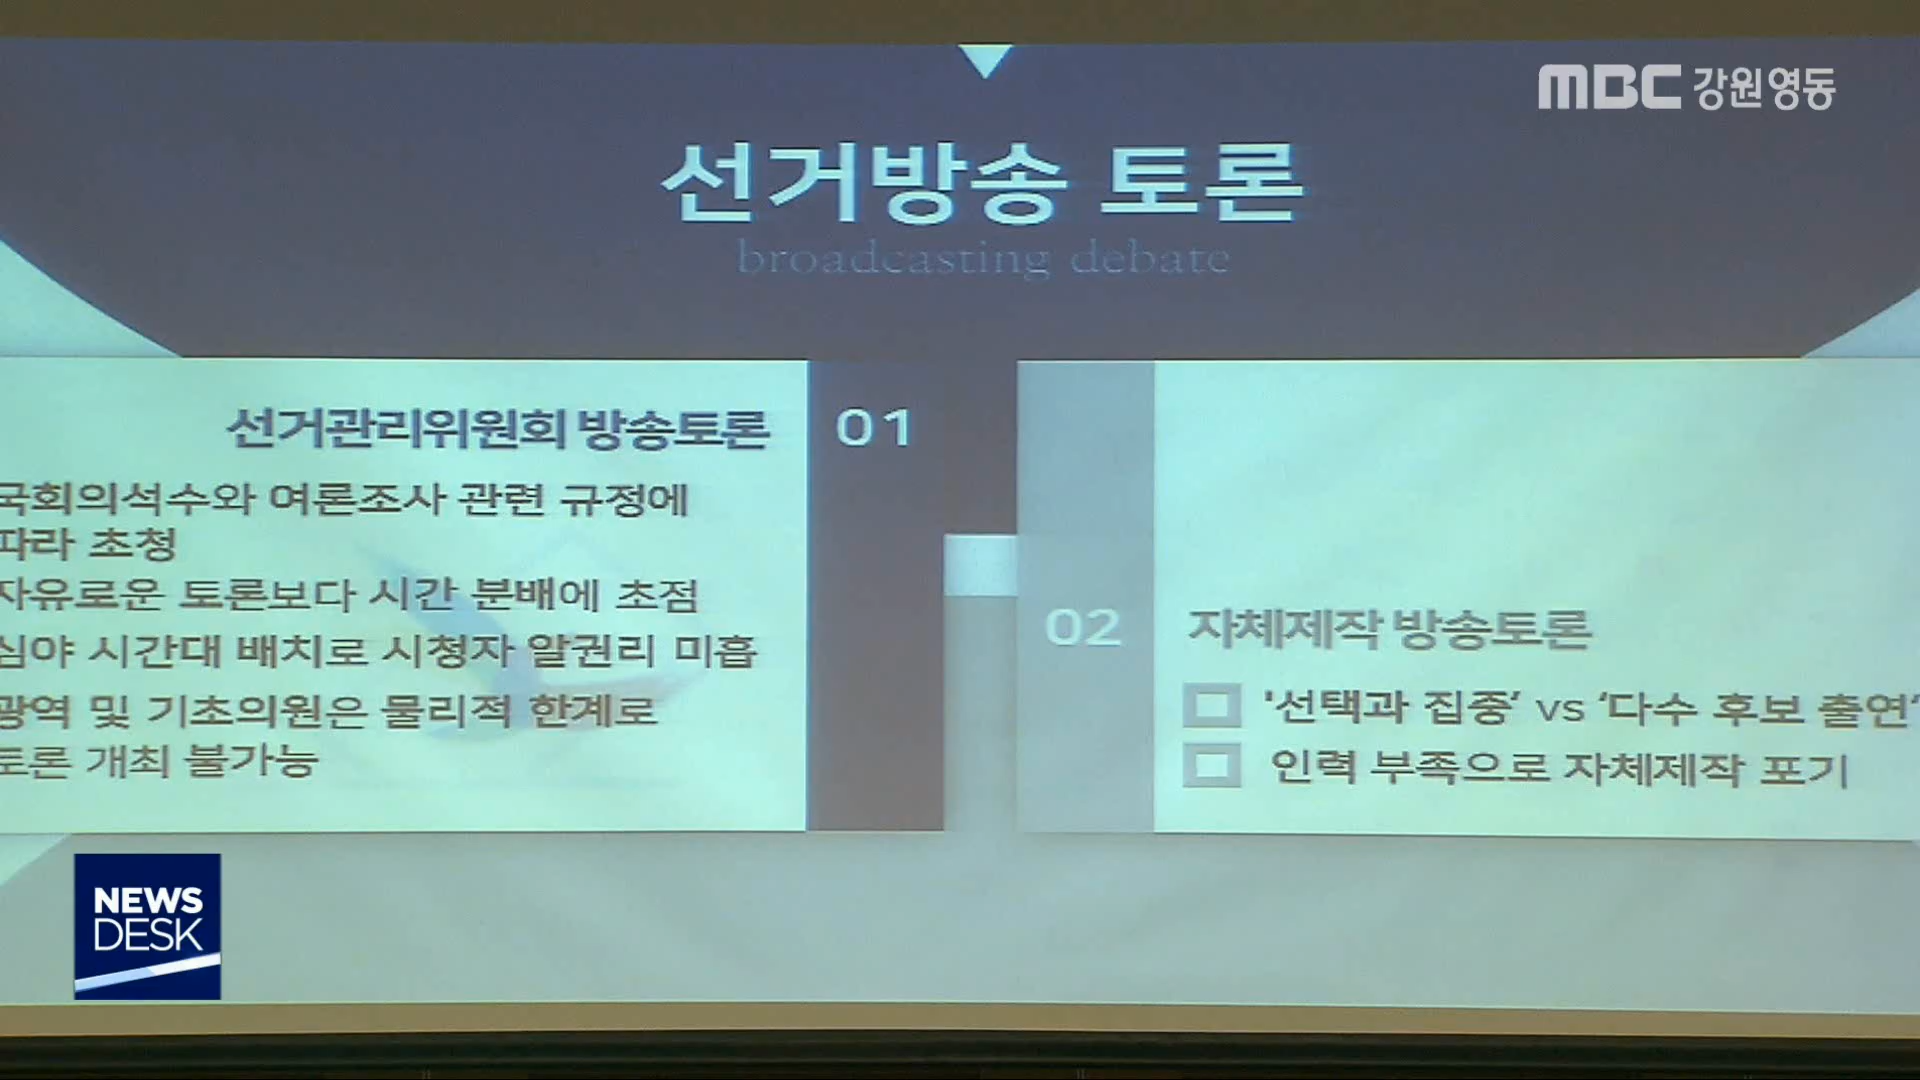 MBC 강원영동
선거방송 토론
broadcasting debate
선거관리위원회 방송토론
01
국회의석수와 여론조사 관련 규정에
따라 초청
자유로운 토론보다 시간 분배에 초점
심야 시간대 배치로 시청자 알권리 미흡
광역 및 기초의원은 물리적 한계로
토론 개최 불가능
02
자체제작 방송토론
'선택과 집중’ vs ‘다수 후보 출연’
인력 부족으로 자체제작 포기
NEWS
DESK